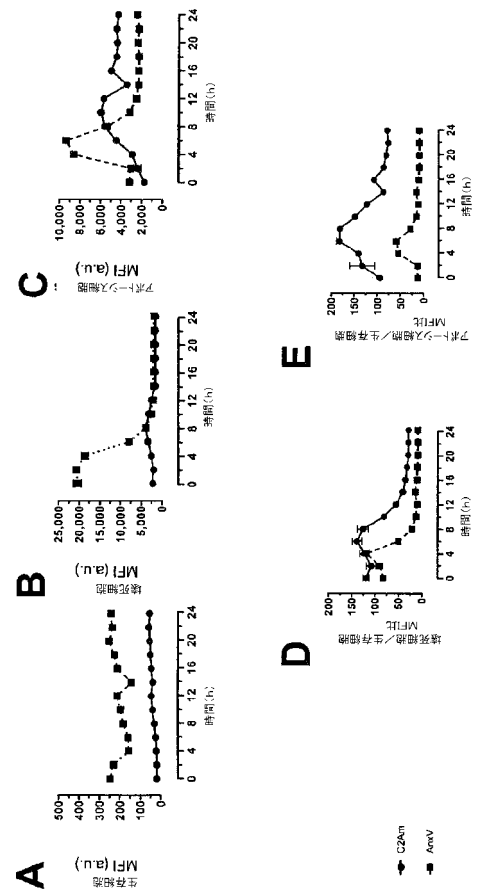 A
生存細胞
MFI (a.u.)
500
400
300
200
100
0
0 4 8 12 16 20 24
時間(h)
B
壊死細胞
MFI (a.u.)
25,000
20,000
15,000
10,000
5,000
0
0 4 8 12 16 20 24
時間(h)
C
アポトーシス細胞
MFI (a.u.)
10,000
8,000
6,000
4,000
2,000
0
0 4 8 12 16 20 24
時間(h)
C2Am
AnxV
D
壊死細胞/生存細胞
MFI比
200
150
100
50
0
0 4 8 12 16 20 24
時間(h)
E
アポトーシス細胞/生存細胞
MFI比
200
150
100
50
0
0 4 8 12 16 20 24
時間(h)